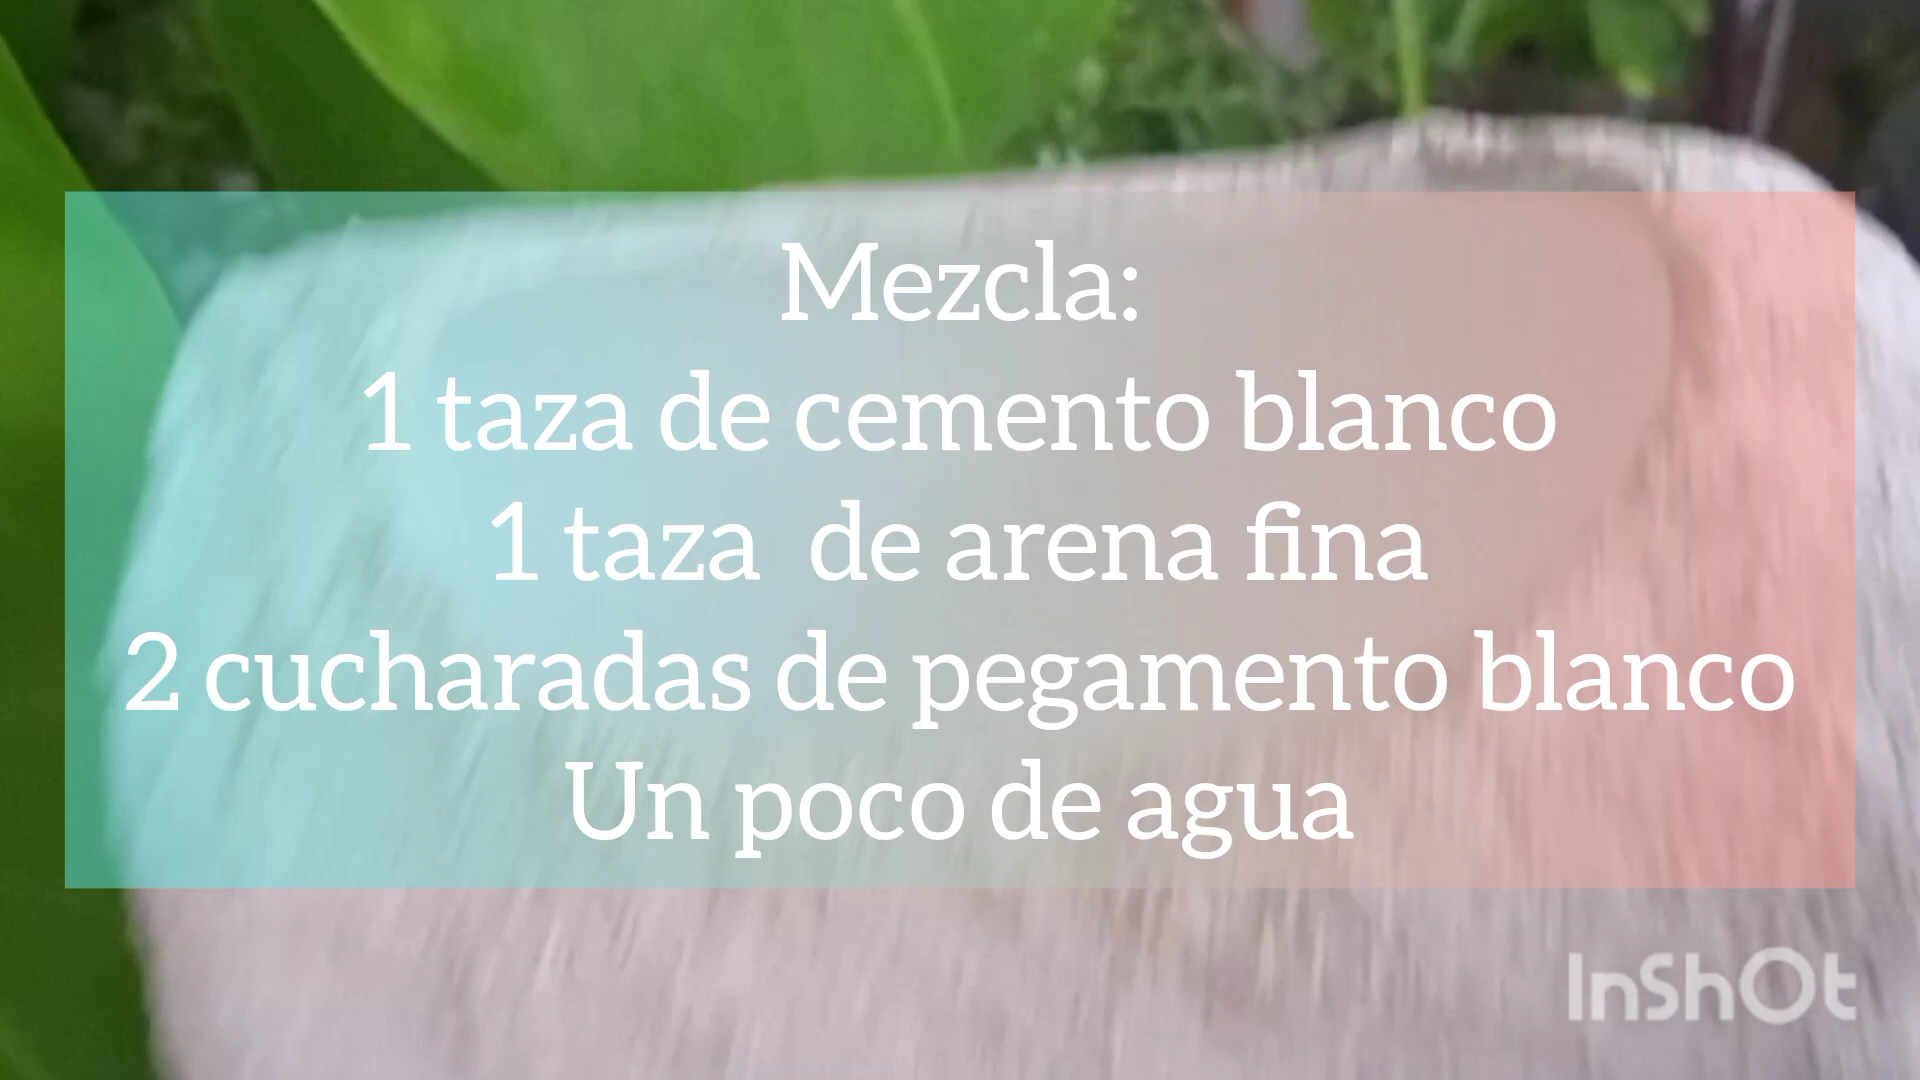 Mezcla:
1 taza de cemento blanco
1 taza de arena fina
2 cucharadas de pegamento blanco
Un poco de agua
InShOt